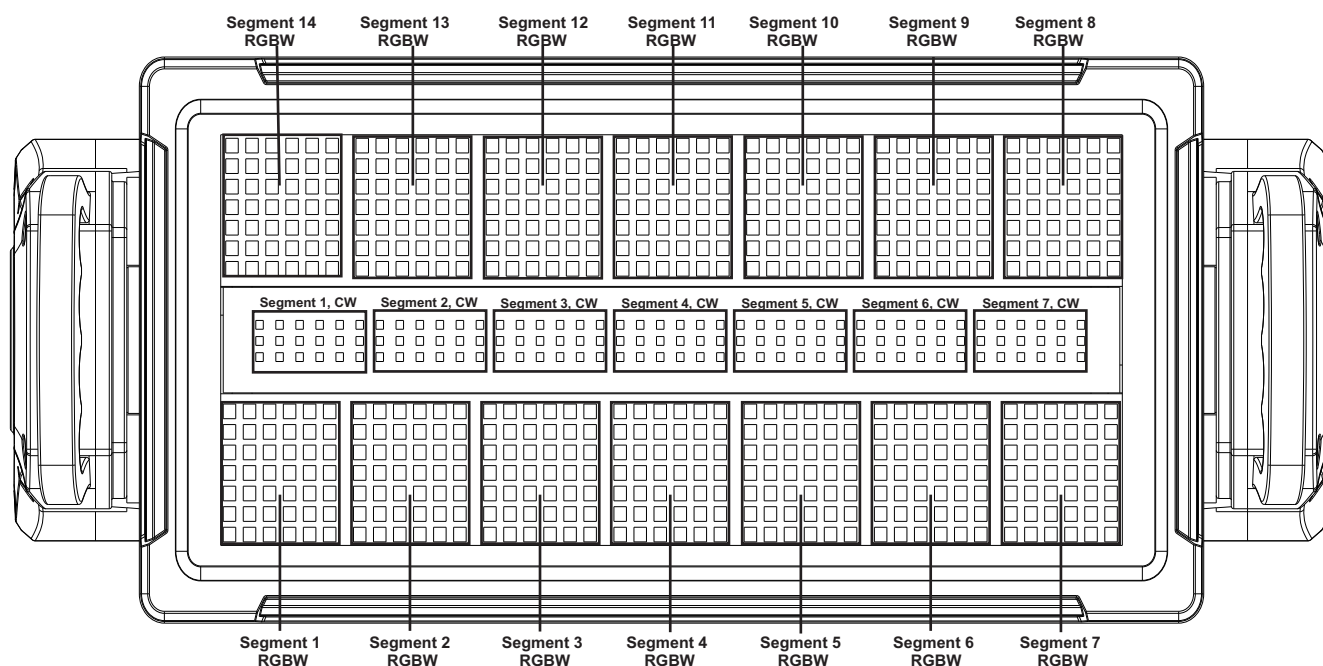 Segment 14
RGBW
Segment 13
RGBW
Segment 12
RGBW
Segment 11
RGBW
Segment 10
RGBW
Segment 9
RGBW
Segment 8
RGBW
Segment 1, CW
Segment 2, CW
Segment 3, CW
Segment 4, CW
Segment 5, CW
Segment 6, CW
Segment 7, CW
Segment 1
RGBW
Segment 2
RGBW
Segment 3
RGBW
Segment 4
RGBW
Segment 5
RGBW
Segment 6
RGBW
Segment 7
RGBW